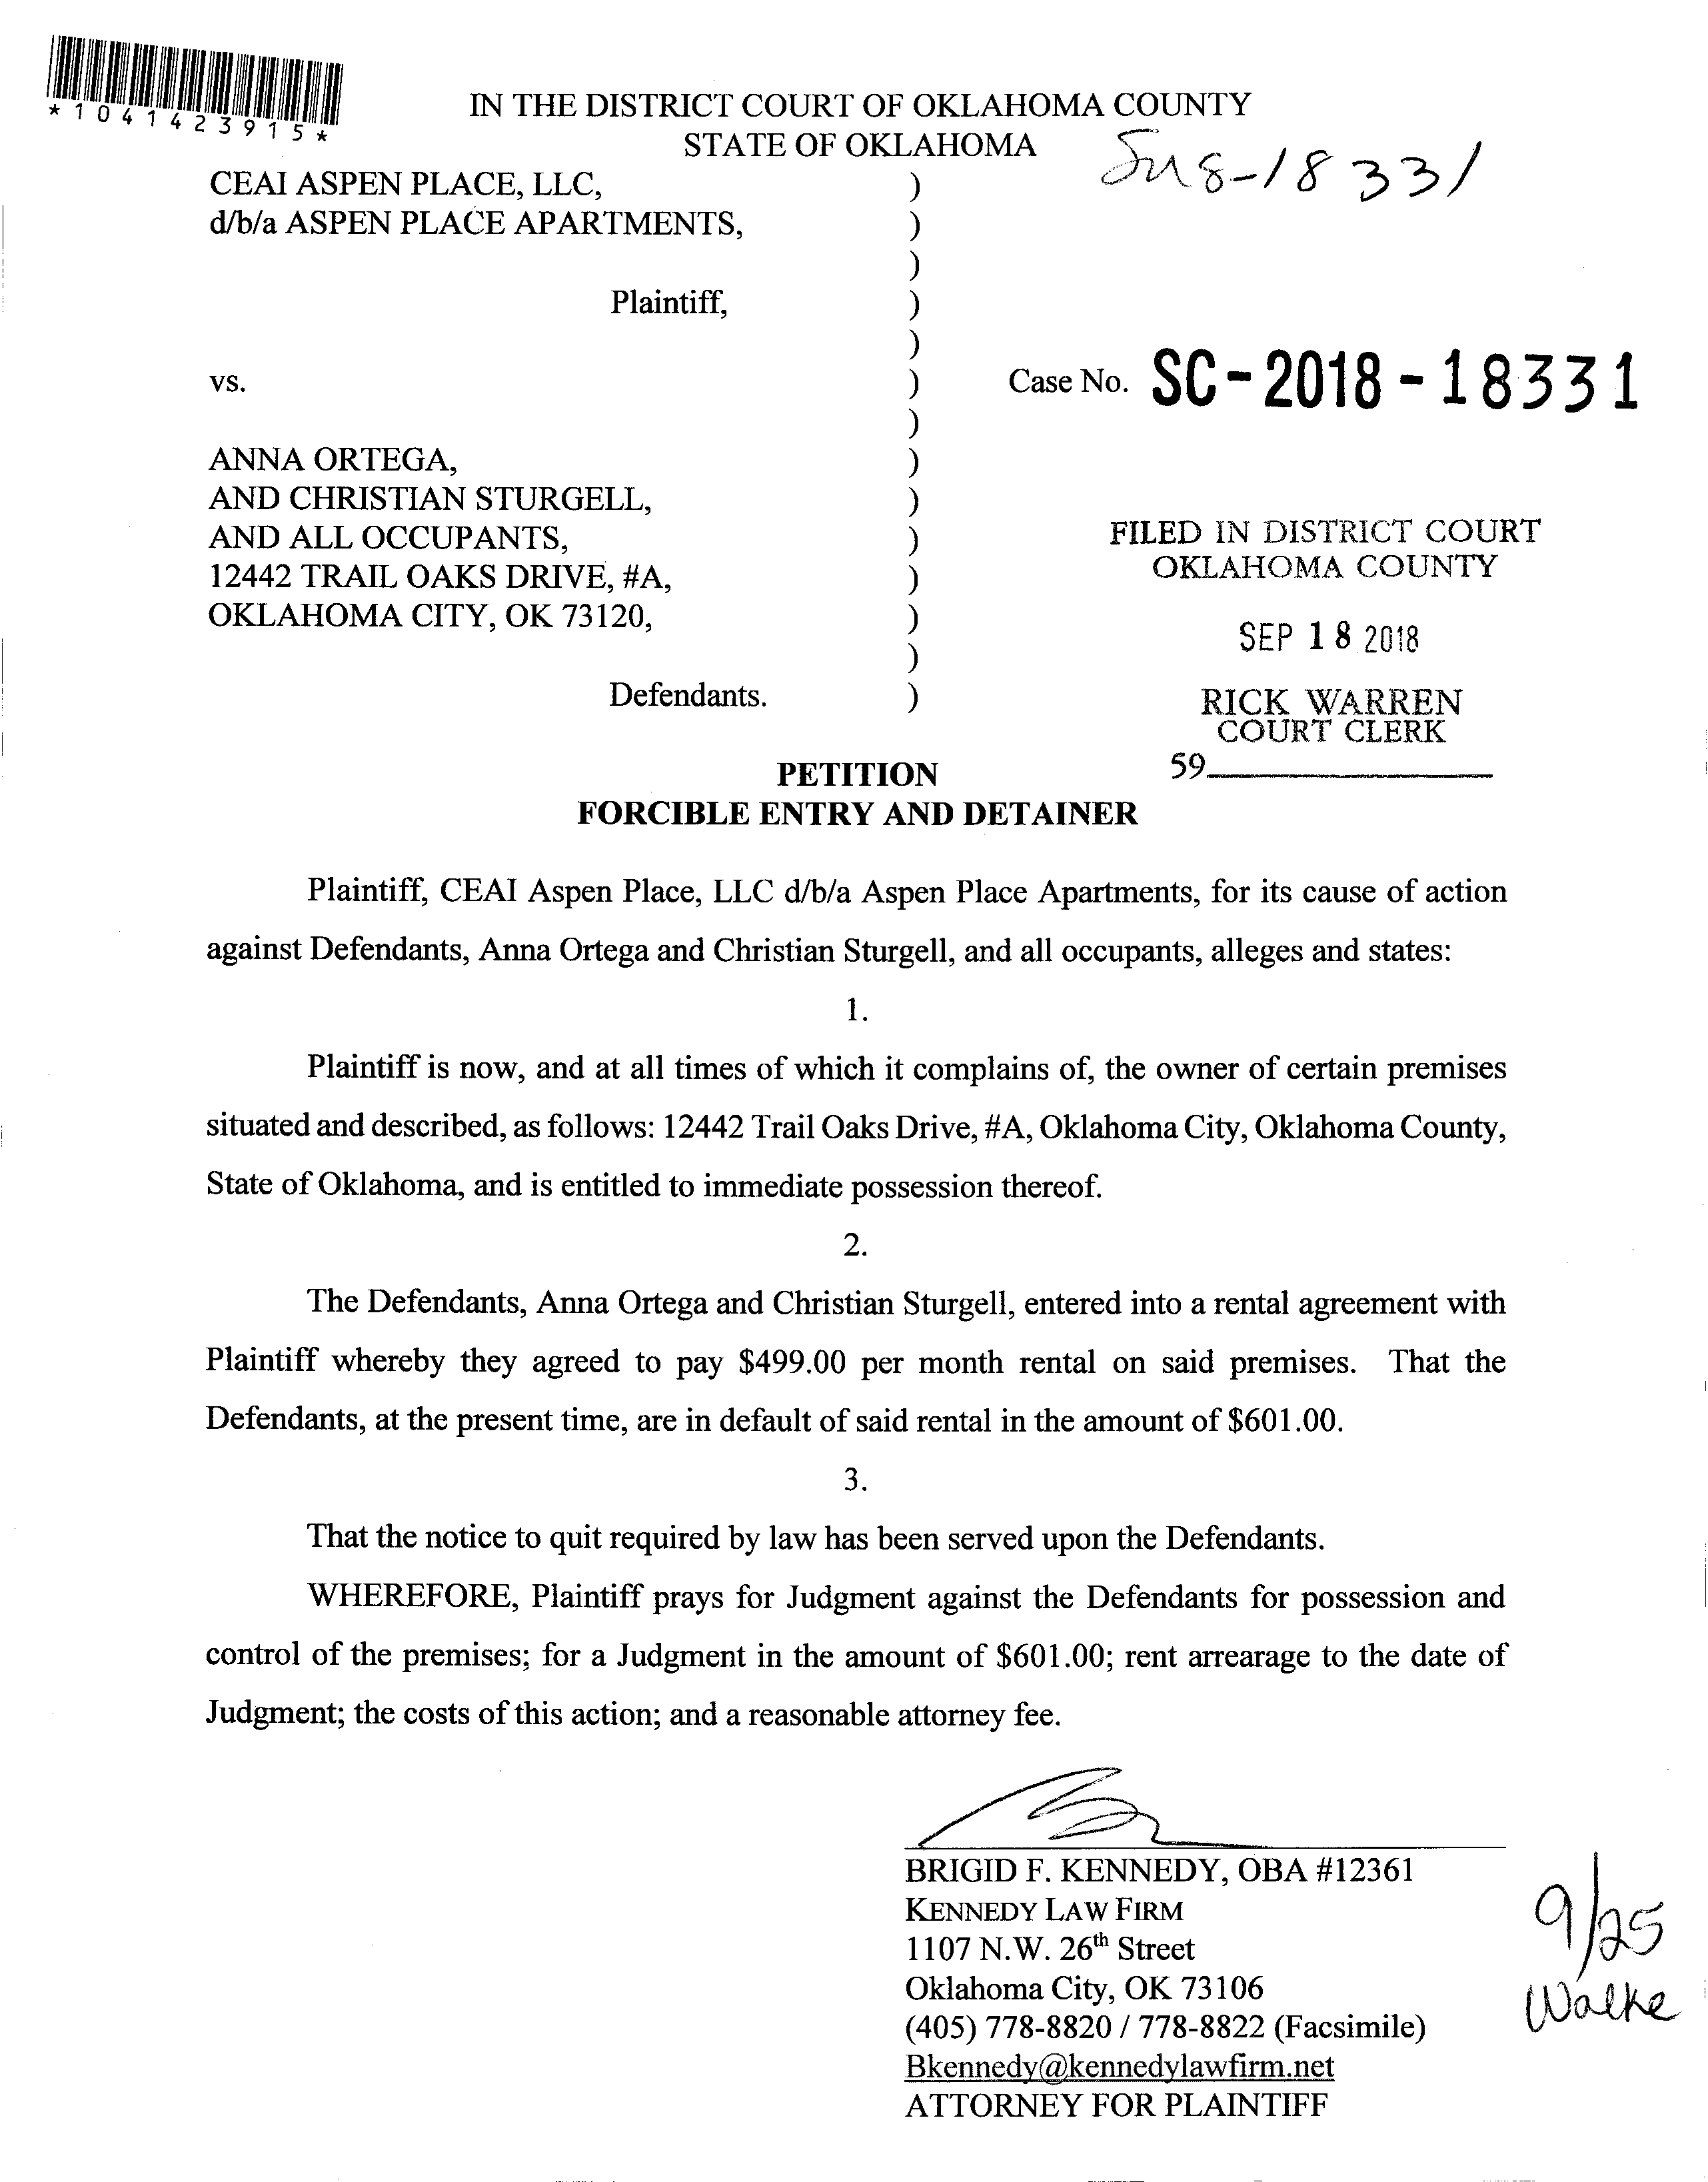 *1041423915*
IN THE DISTRICT COURT OF OKLAHOMA COUNTY
STATE OF OKLAHOMA
18331
CEAI ASPEN PLACE, LLC, )
d/b/a ASPEN PLACE APARTMENTS, )
)
Plaintiff, )
)
vs. ) Case No. SC-2018-18331
)
ANNA ORTEGA, )
AND CHRISTIAN STURGELL, )
AND ALL OCCUPANTS, )
12442 TRAIL OAKS DRIVE, #A, )
OKLAHOMA CITY, OK 73120, )
)
Defendants. )
FILED IN DISTRICT COURT
OKLAHOMA COUNTY
SEP 18 2018
RICK WARREN
COURT CLERK
59
PETITION
FORCIBLE ENTRY AND DETAINER
Plaintiff, CEAI Aspen Place, LLC d/b/a Aspen Place Apartments, for its cause of action
against Defendants, Anna Ortega and Christian Sturgell, and all occupants, alleges and states:
1.
Plaintiff is now, and at all times of which it complains of, the owner of certain premises
situated and described, as follows: 12442 Trail Oaks Drive, #A, Oklahoma City, Oklahoma County,
State of Oklahoma, and is entitled to immediate possession thereof.
2.
The Defendants, Anna Ortega and Christian Sturgell, entered into a rental agreement with
Plaintiff whereby they agreed to pay $499.00 per month rental on said premises. That the
Defendants, at the present time, are in default of said rental in the amount of $601.00.
3.
That the notice to quit required by law has been served upon the Defendants.
WHEREFORE, Plaintiff prays for Judgment against the Defendants for possession and
control of the premises; for a Judgment in the amount of $601.00; rent arrearage to the date of
Judgment; the costs of this action; and a reasonable attorney fee.
BRIGID F. KENNEDY, OBA #12361
KENNEDY LAW FIRM
1107 N.W. 26th Street
Oklahoma City, OK 73106
(405) 778-8820 / 778-8822 (Facsimile)
Bkennedy@kennedylawfirm.net
ATTORNEY FOR PLAINTIFF
9/25
Walke